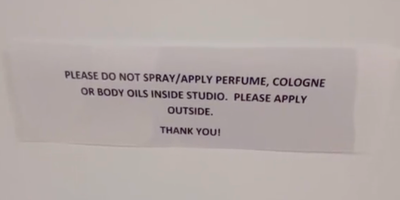 PLEASE DO NOT SPRAY/APPLY PERFUME, COLOGNE
OR BODY OILS INSIDE STUDIO. PLEASE APPLY
OUTSIDE.
THANK YOU!